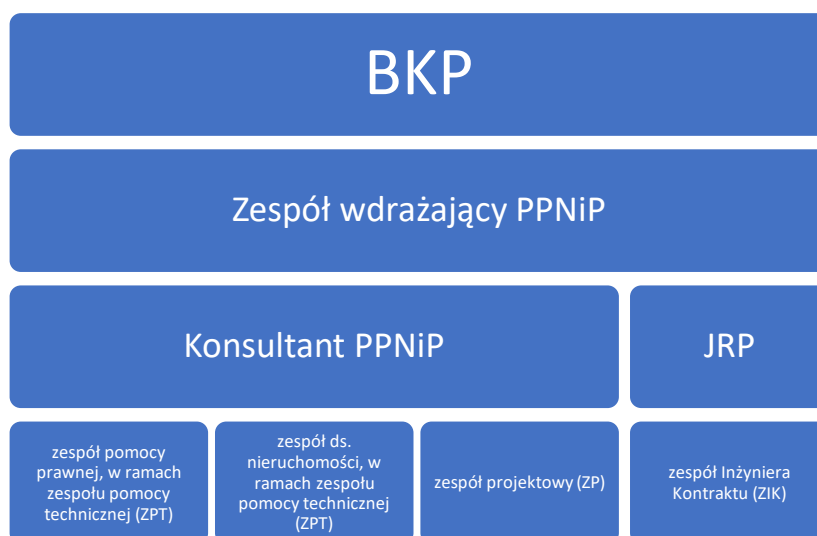 BKP
Zespół wdrażający PPNiP
Konsultant PPNiP
JRP
zespół pomocy
prawnej, w ramach
zespołu pomocy
technicznej (ZPT)
zespół ds.
nieruchomości, w
ramach zespołu
pomocy technicznej
(ZPT)
zespół projektowy (ZP)
zespół Inżyniera
Kontraktu (ZIK)